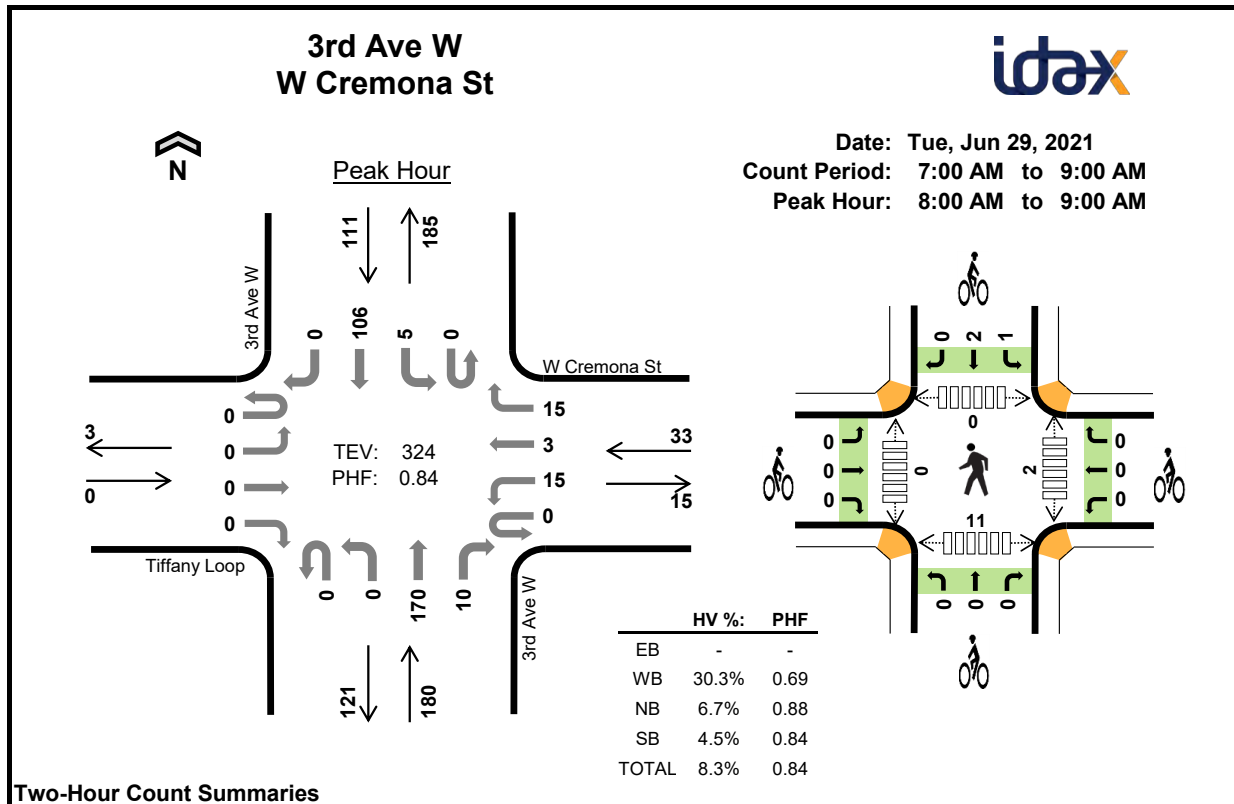 3rd Ave W
W Cremona St
idax
Date: Tue, Jun 29, 2021
Count Period: 7:00 AM to 9:00 AM
Peak Hour: 8:00 AM to 9:00 AM
N
Peak Hour
111
185
3rd Ave W
0
106
5
0
W Cremona St
0
0
0
0
TEV: 324
PHF: 0.84
15
3
15
0
3
0
33
15
Tiffany Loop
0
0
170
10
3rd Ave W
121
180
0 2 1
0
0
0
0
0
2
0
0
0
11
0 0 0
HV %: PHF
EB - -
WB 30.3% 0.69
NB 6.7% 0.88
SB 4.5% 0.84
TOTAL 8.3% 0.84
Two-Hour Count Summaries